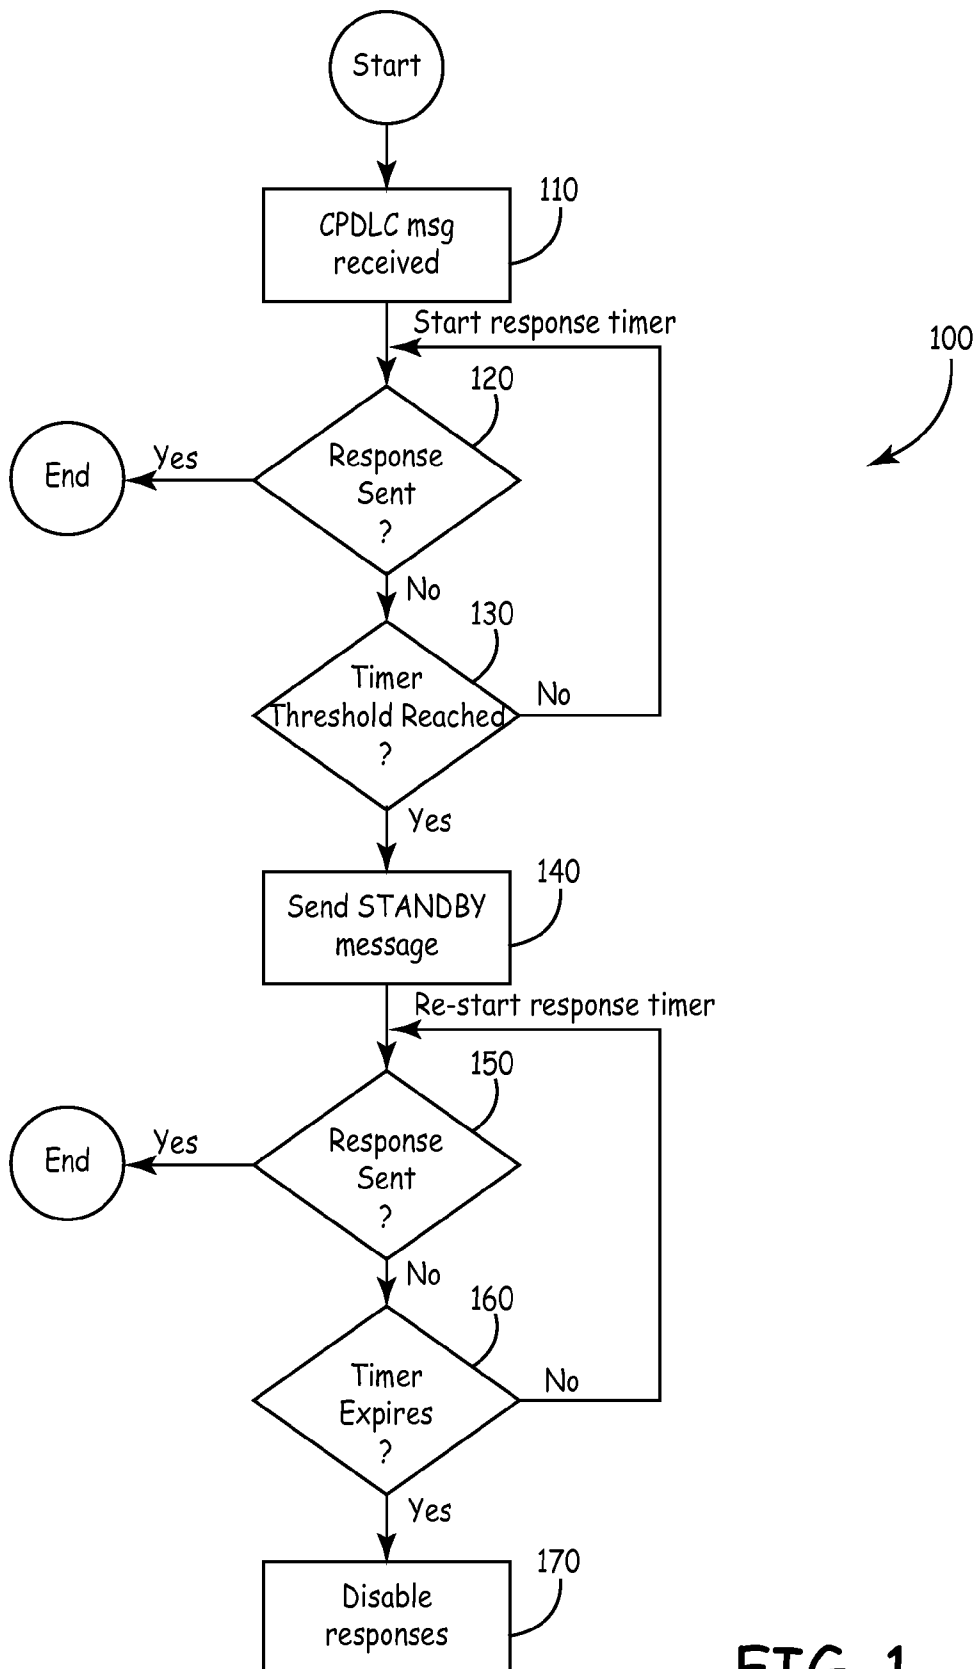 Start
110
CPDLC msg
received
Start response timer
100
120
Response
Sent
?
Yes
End
No
130
Timer
Threshold Reached
?
No
Yes
140
Send STANDBY
message
Re-start response timer
150
Response
Sent
?
Yes
End
No
160
Timer
Expires
?
No
Yes
170
Disable
responses
FIG. 1